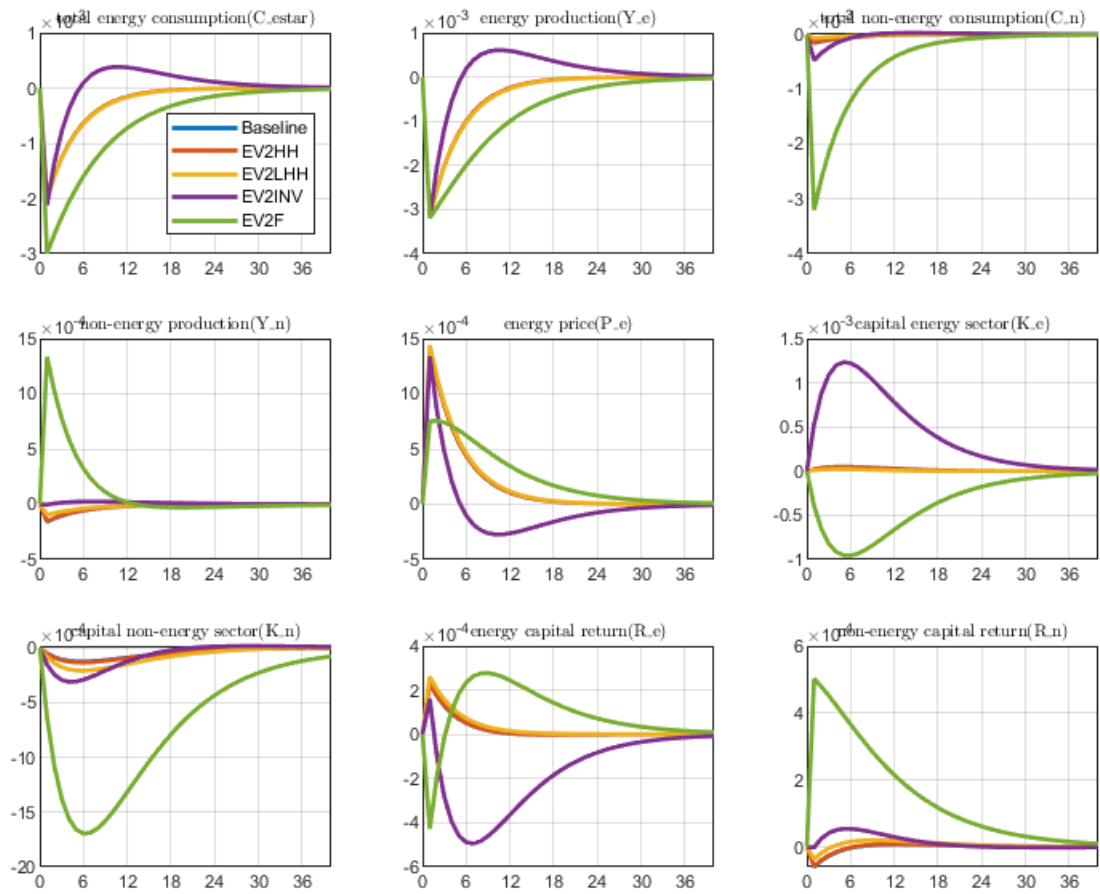 total energy consumption(C_estar)
×10-3
1
0
-1
-2
-3
0 6 12 18 24 30 36
Baseline
EV2HH
EV2LHH
EV2INV
EV2F
energy production(Y_e)
×10-3
1
0
-1
-2
-3
-4
0 6 12 18 24 30 36
total non-energy consumption(C_n)
×10-3
0
-1
-2
-3
-4
0 6 12 18 24 30 36
non-energy production(Y_n)
×10-4
15
10
5
0
-5
0 6 12 18 24 30 36
energy price(P_e)
×10-4
15
10
5
0
-5
0 6 12 18 24 30 36
capital energy sector(K_e)
×10-3
1.5
1
0.5
0
-0.5
-1
0 6 12 18 24 30 36
capital non-energy sector(K_n)
×10-4
0
-5
-10
-15
-20
0 6 12 18 24 30 36
energy capital return(R_e)
×10-4
4
2
0
-2
-4
-6
0 6 12 18 24 30 36
non-energy capital return(R_n)
×10-4
6
4
2
0
0 6 12 18 24 30 36